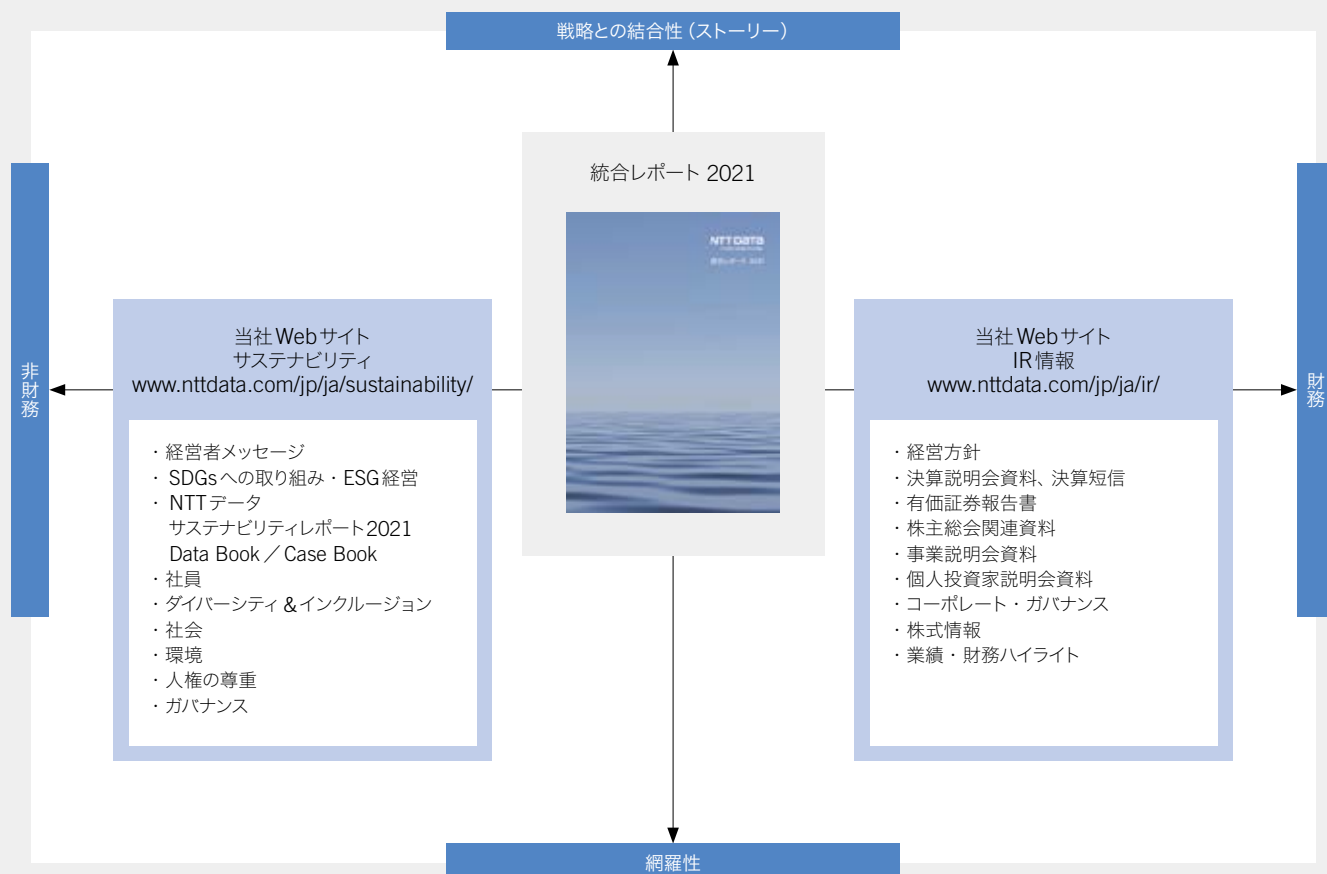 戦略との結合性（ストーリー）
統合レポート 2021
NTT DATA
統合レポート 2021
非財務
当社Webサイト
サステナビリティ
www.nttdata.com/jp/ja/sustainability/
・経営者メッセージ
・SDGsへの取り組み・ESG経営
・NTTデータ
サステナビリティレポート2021
Data Book／Case Book
・社員
・ダイバーシティ＆インクルージョン
・社会
・環境
・人権の尊重
・ガバナンス
当社Webサイト
IR情報
www.nttdata.com/jp/ja/ir/
・経営方針
・決算説明会資料、決算短信
・有価証券報告書
・株主総会関連資料
・事業説明会資料
・個人投資家説明会資料
・コーポレート・ガバナンス
・株式情報
・業績・財務ハイライト
財務
網羅性